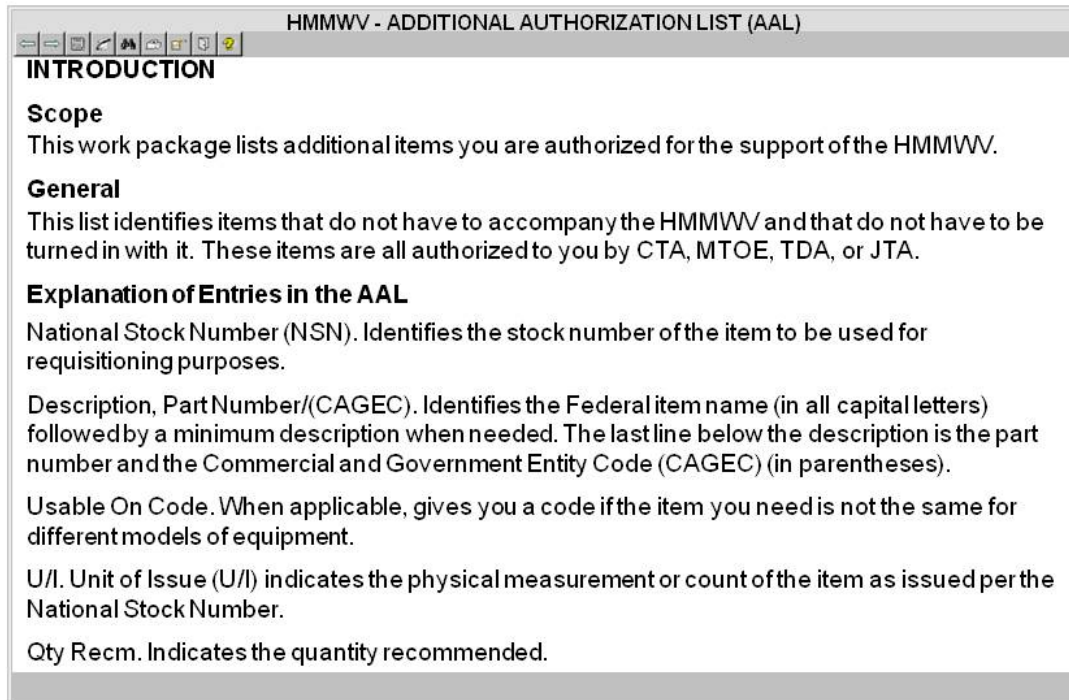 HMMWV - ADDITIONAL AUTHORIZATION LIST (AAL)
INTRODUCTION
Scope
This work package lists additional items you are authorized for the support of the HMMWV.
General
This list identifies items that do not have to accompany the HMMWV and that do not have to be
turned in with it. These items are all authorized to you by CTA, MTOE, TDA, or JTA.
Explanation of Entries in the AAL
National Stock Number (NSN). Identifies the stock number of the item to be used for
requisitioning purposes.
Description, Part Number/(CAGEC). Identifies the Federal item name (in all capital letters)
followed by a minimum description when needed. The last line below the description is the part
number and the Commercial and Government Entity Code (CAGEC) (in parentheses).
Usable On Code. When applicable, gives you a code if the item you need is not the same for
different models of equipment.
U/I. Unit of Issue (U/I) indicates the physical measurement or count of the item as issued per the
National Stock Number.
Qty Recm. Indicates the quantity recommended.